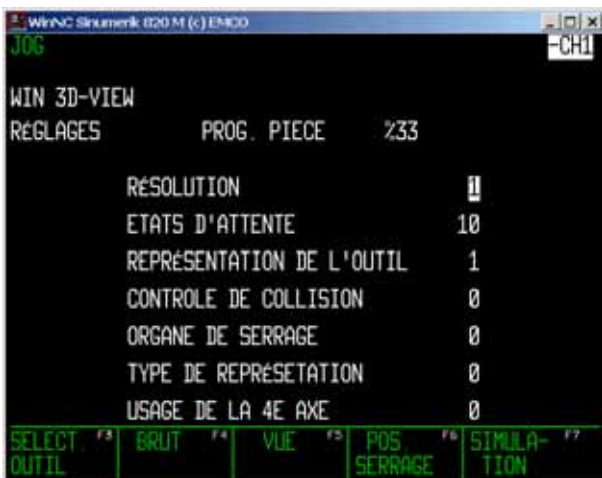 WinNC Sinumerik 820 M (c) EMCO
JOG -CH1
WIN 3D-VIEW
RÉGLAGES PROG. PIECE %33
RÉSOLUTION 1
ETATS D'ATTENTE 10
REPRÉSENTATION DE L'OUTIL 1
CONTROLE DE COLLISION 0
ORGANE DE SERRAGE 0
TYPE DE REPRÉSETATION 0
USAGE DE LA 4E AXE 0
SELECT F3 BRUT F4 VUE F5 POS F6 SIMULA- F7
OUTIL SERRAGE TION